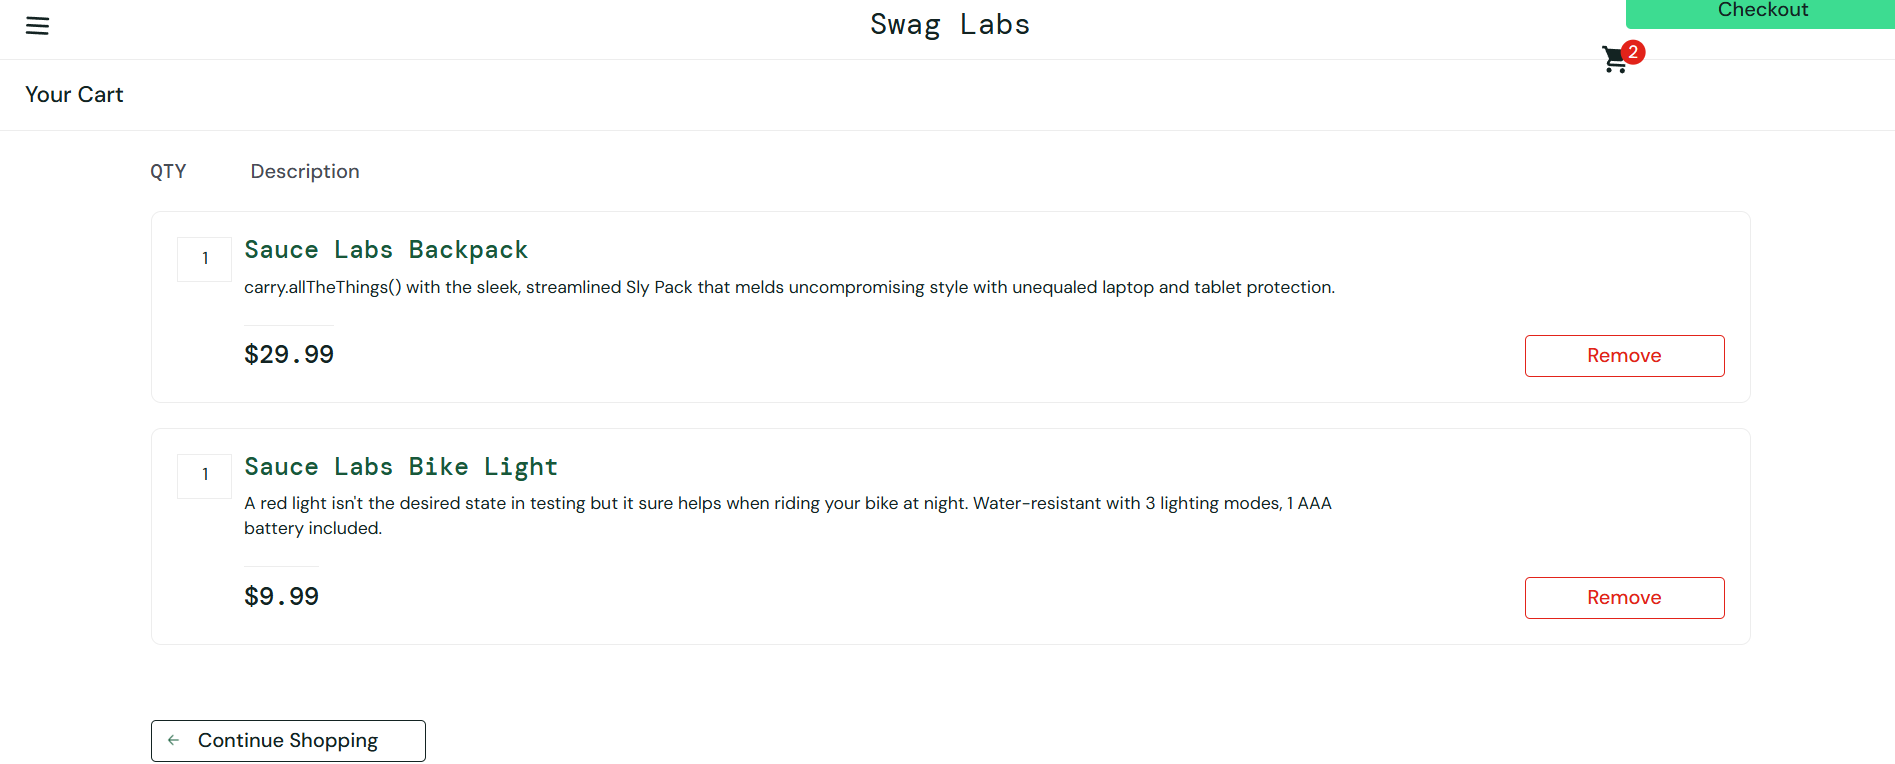 Swag Labs
Checkout
2
Your Cart
QTY
Description
1
Sauce Labs Backpack
carry.allTheThings() with the sleek, streamlined Sly Pack that melds uncompromising style with unequaled laptop and tablet protection.
$29.99
Remove
1
Sauce Labs Bike Light
A red light isn't the desired state in testing but it sure helps when riding your bike at night. Water-resistant with 3 lighting modes, 1 AAA
battery included.
$9.99
Remove
Continue Shopping